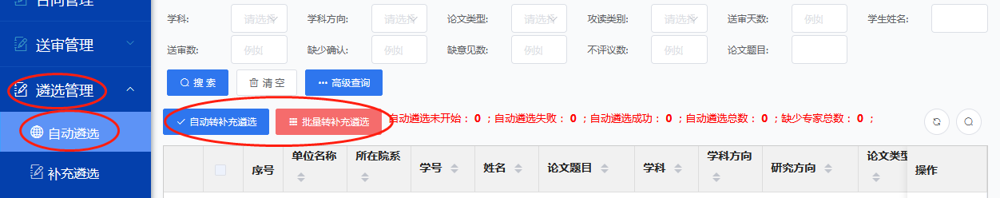 合同管理
送审管理
遴选管理
自动遴选
补充遴选
学科: 请选择 学科方向: 请选择 论文类型: 请选择 攻读类别: 请选择 送审天数: 例如 学生姓名:
送审数: 例如 缺少确认: 例如 缺意见数: 例如 不评议数: 例如 论文题目:
搜 索 清 空 高级查询
自动转补充遴选 批量转补充遴选 自动遴选未开始: 0 ; 自动遴选失败: 0 ; 自动遴选成功: 0 ; 自动遴选总数: 0 ; 缺少专家总数: 0 ;
序号 单位名称 所在院系 学号 姓名 论文题目 学科 学科方向 研究方向 论文类型 操作